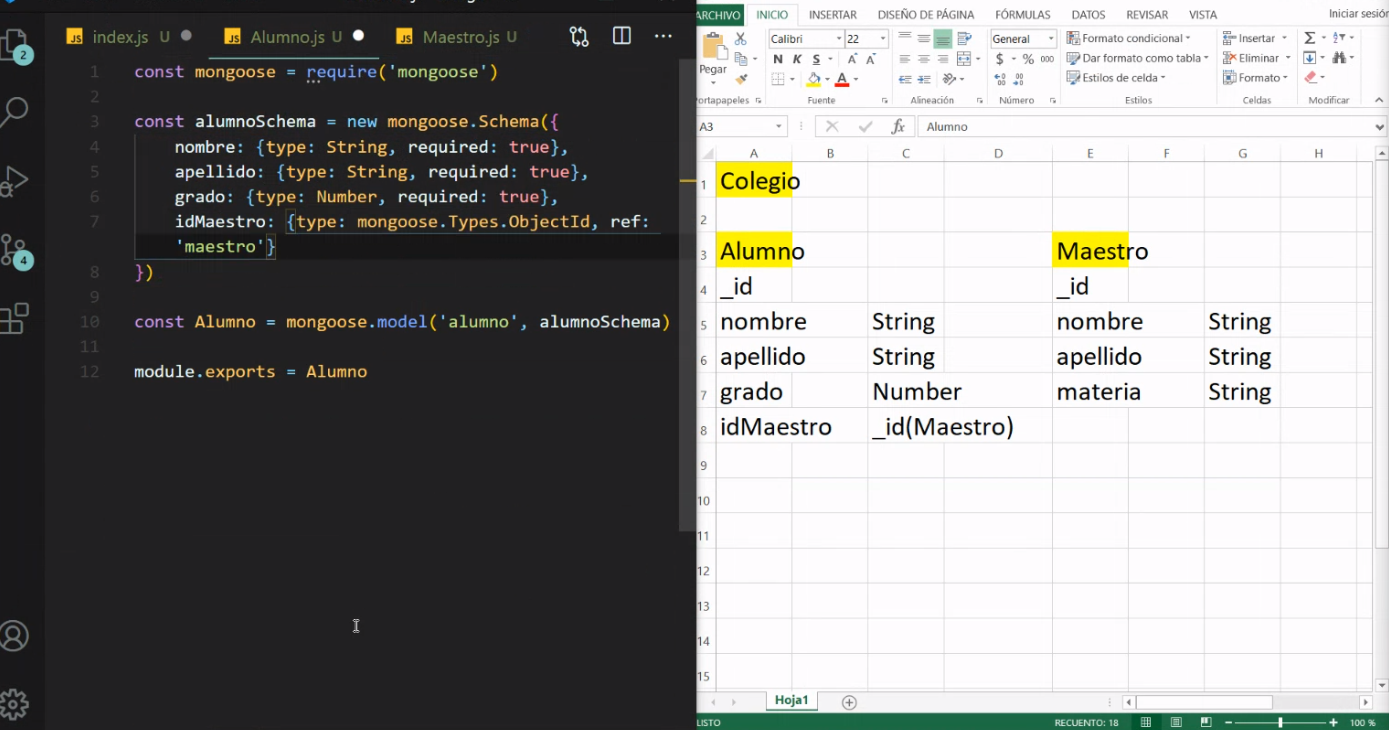 index.js U
Alumno.js U
Maestro.js U
2
4
1 const mongoose = require('mongoose')
2
3 const alumnoSchema = new mongoose.Schema({
4 nombre: {type: String, required: true},
5 apellido: {type: String, required: true},
6 grado: {type: Number, required: true},
7 idMaestro: {type: mongoose.Types.ObjectId, ref:
'maestro'}
8 })
9
10 const Alumno = mongoose.model('alumno', alumnoSchema)
11
12 module.exports = Alumno
ARCHIVO INICIO INSERTAR DISEÑO DE PÁGINA FÓRMULAS DATOS REVISAR VISTA Iniciar sesión
Pegar
Calibri 22
N K S
General
$ % 000
Formato condicional
Dar formato como tabla
Estilos de celda
Insertar
Eliminar
Formato
ortapapeles Fuente Alineación Número Estilos Celdas Modificar
A3 fx Alumno
A B C D E F G H
1 Colegio
2
3 Alumno Maestro
4 _id _id
5 nombre String nombre String
6 apellido String apellido String
7 grado Number materia String
8 idMaestro _id(Maestro)
9
10
11
12
13
14
15
Hoja1
LISTO RECUENTO: 18 100 %